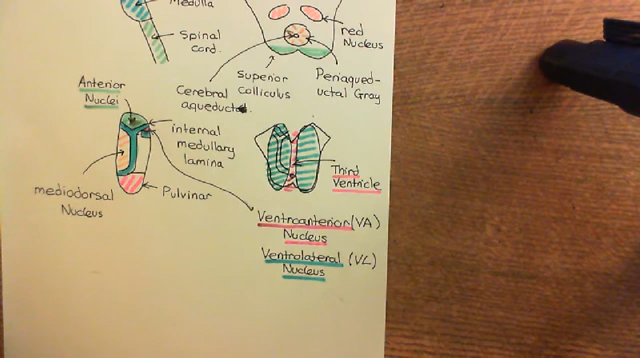 Medulla
Spinal
Cord.
red
Nucleus
Superior
Colliculus
Periaqued-
uctal Gray
Cerebral
aqueduct
Anterior
Nuclei
internal
medullary
lamina
mediodorsal
Nucleus
Pulvinar
Third
Ventricle
Ventroanterior (VA)
Nucleus
Ventrolateral (VL)
Nucleus